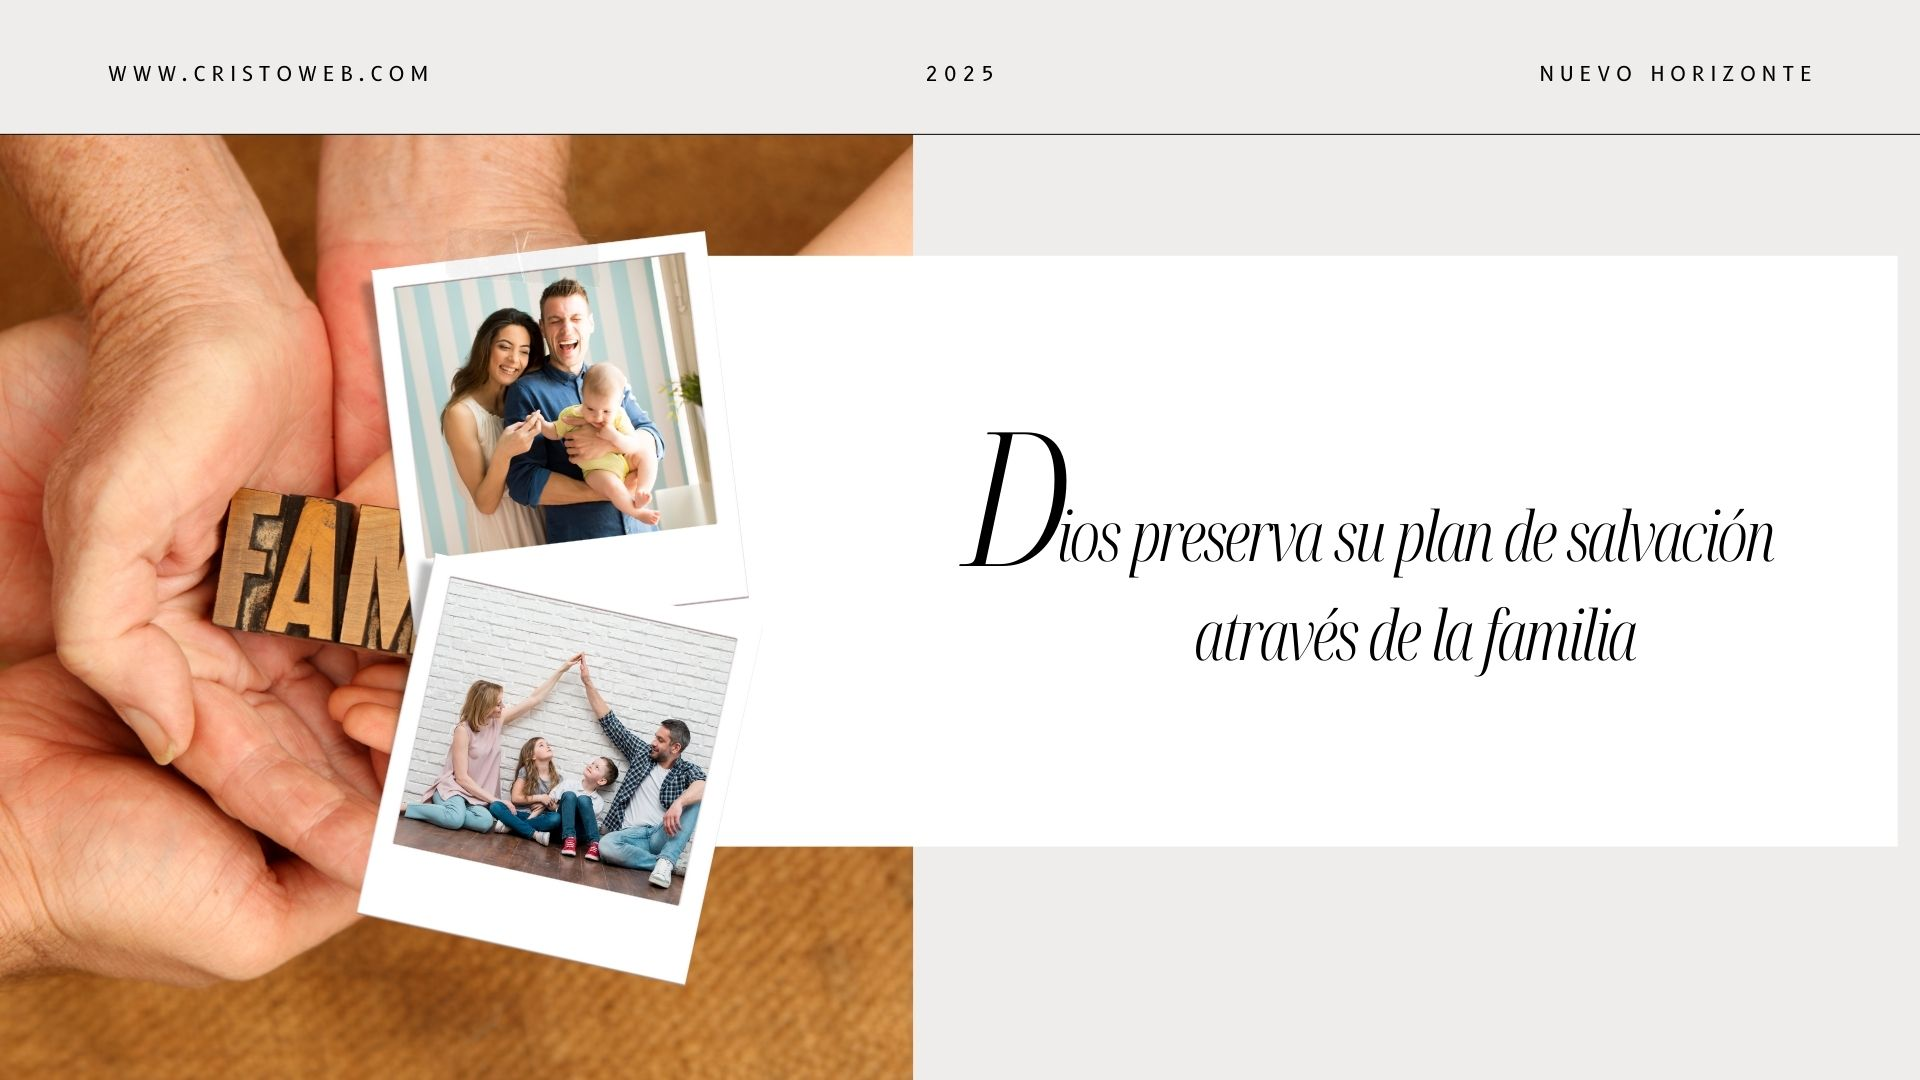 WWW.CRISTOWEB.COM
2025
NUEVO HORIZONTE
FAM
Dios preserva su plan de salvación
através de la familia